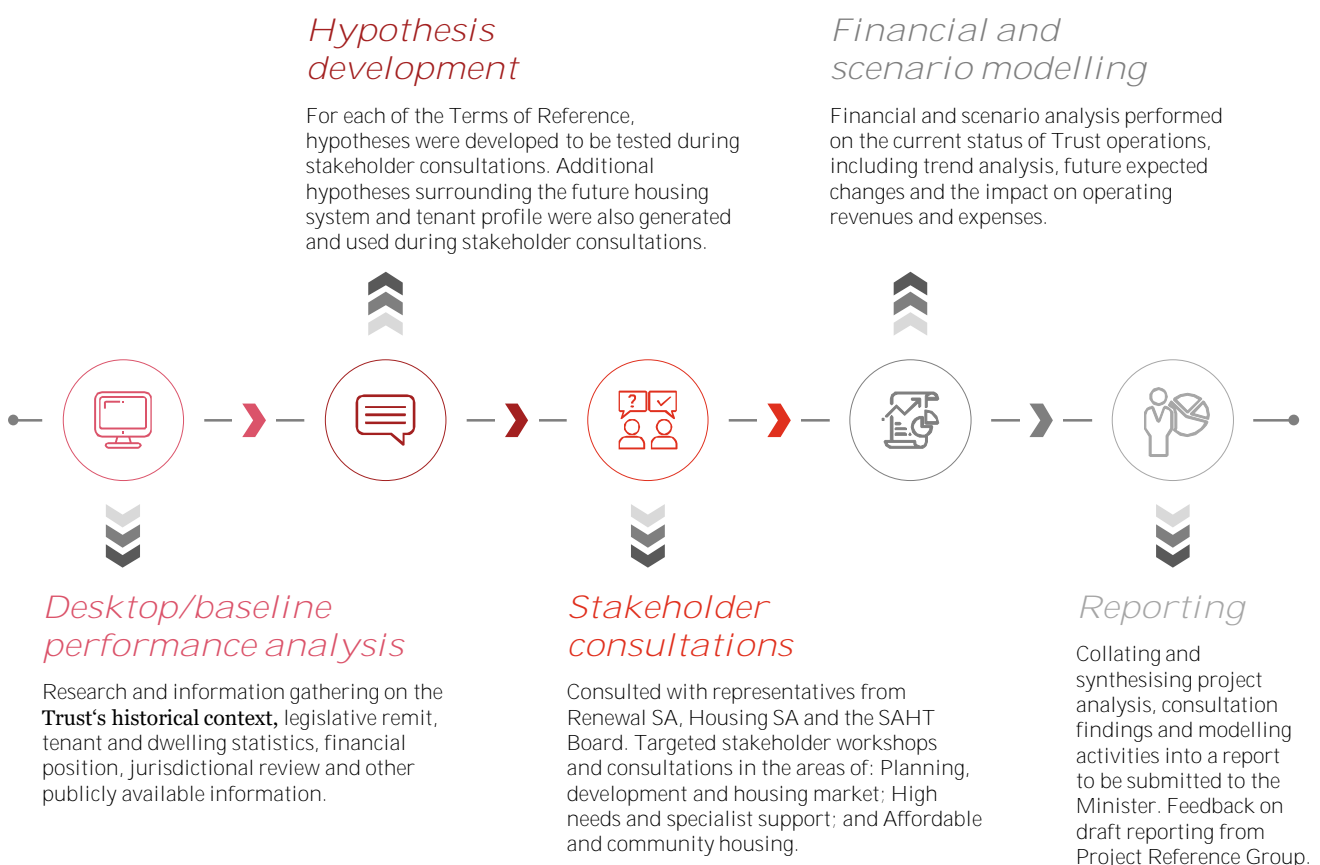 Hypothesis
development
For each of the Terms of Reference,
hypotheses were developed to be tested during
stakeholder consultations. Additional
hypotheses surrounding the future housing
system and tenant profile were also generated
and used during stakeholder consultations.
Financial and
scenario modelling
Financial and scenario analysis performed
on the current status of Trust operations,
including trend analysis, future expected
changes and the impact on operating
revenues and expenses.
?
Desktop/baseline
performance analysis
Research and information gathering on the
Trust‘s historical context, legislative remit,
tenant and dwelling statistics, financial
position, jurisdictional review and other
publicly available information.
Stakeholder
consultations
Consulted with representatives from
Renewal SA, Housing SA and the SAHT
Board. Targeted stakeholder workshops
and consultations in the areas of: Planning,
development and housing market; High
needs and specialist support; and Affordable
and community housing.
Reporting
Collating and
synthesising project
analysis, consultation
findings and modelling
activities into a report
to be submitted to the
Minister. Feedback on
draft reporting from
Project Reference Group.